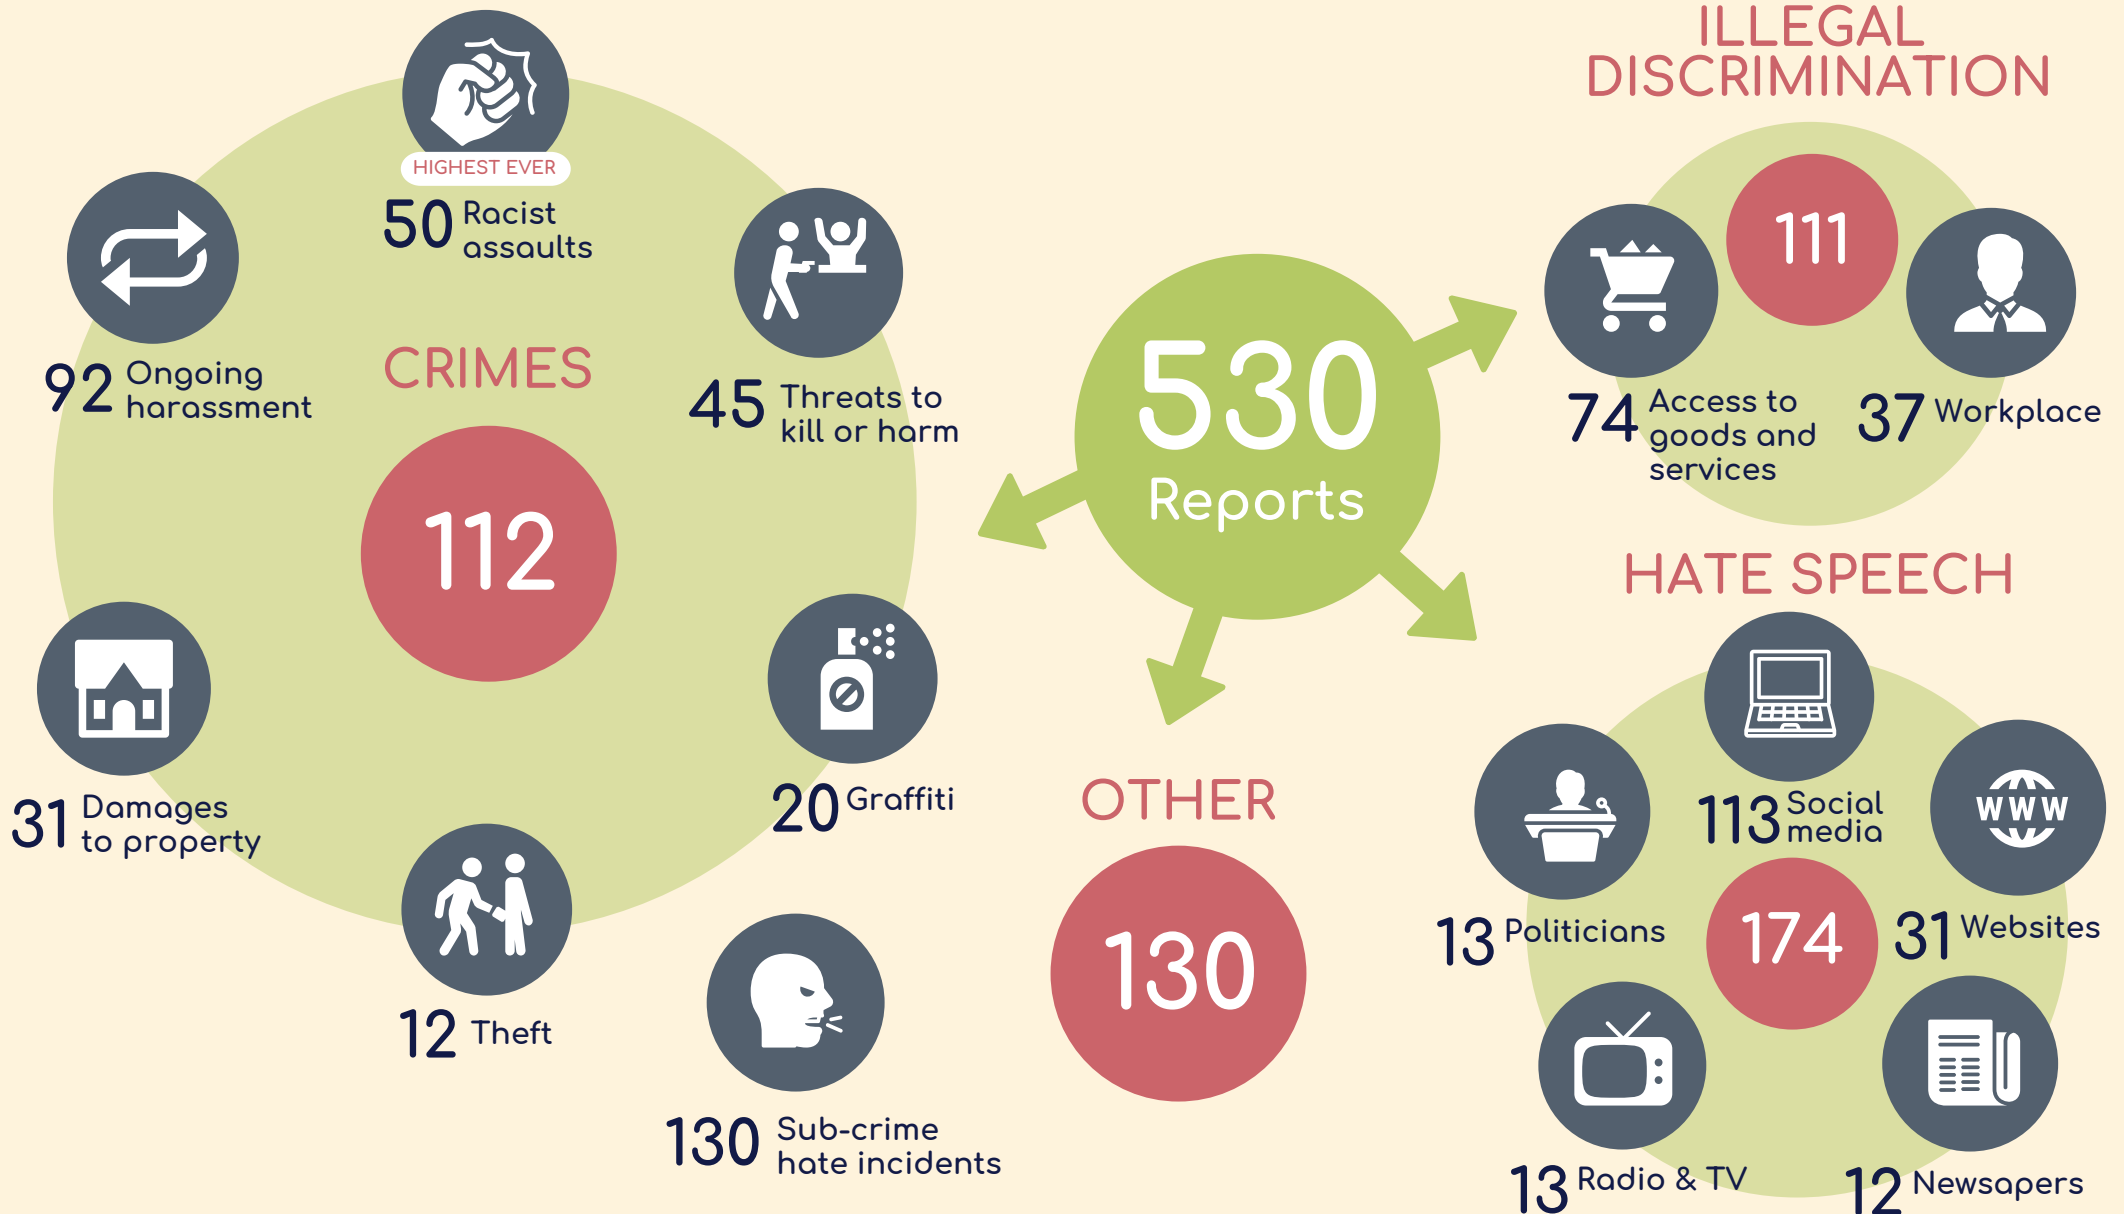 HIGHEST EVER
50 Racist
assaults
92 Ongoing
harassment
CRIMES
45 Threats to
kill or harm
112
31 Damages
to property
20 Graffiti
12 Theft
530
Reports
OTHER
130
130 Sub-crime
hate incidents
ILLEGAL
DISCRIMINATION
111
74 Access to
goods and
services
37 Workplace
HATE SPEECH
113 Social
media
WWW
13 Politicians
174
31 Websites
13 Radio & TV
12 Newsapers